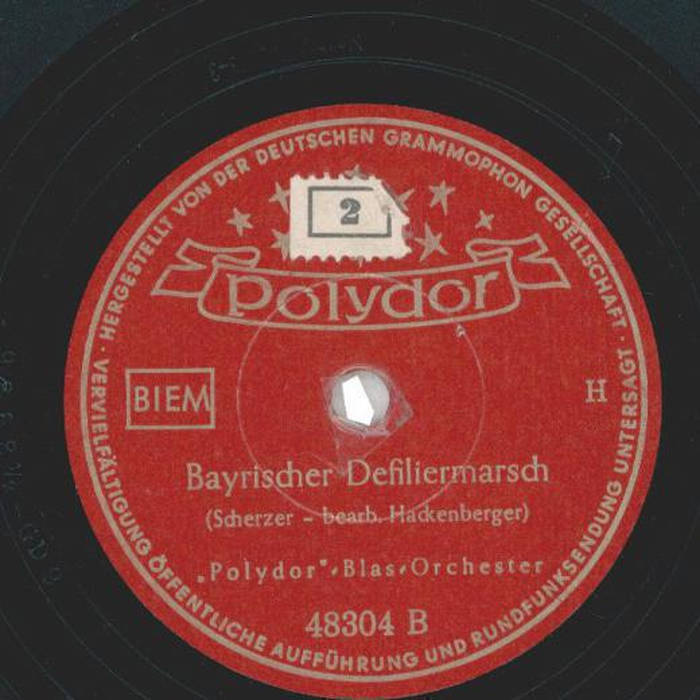 · HERGESTELLT VON DER DEUTSCHEN GRAMMOPHON GESELLSCHAFT ·
2
Polydor
BIEM
H
Bayrischer Defiliermarsch
(Scherzer – bearb. Hackenberger)
„Polydor"-Blas-Orchester
48304 B
VERVIELFÄLTIGUNG ÖFFENTLICHE AUFFÜHRUNG UND RUNDFUNKSENDUNG UNTERSAGT